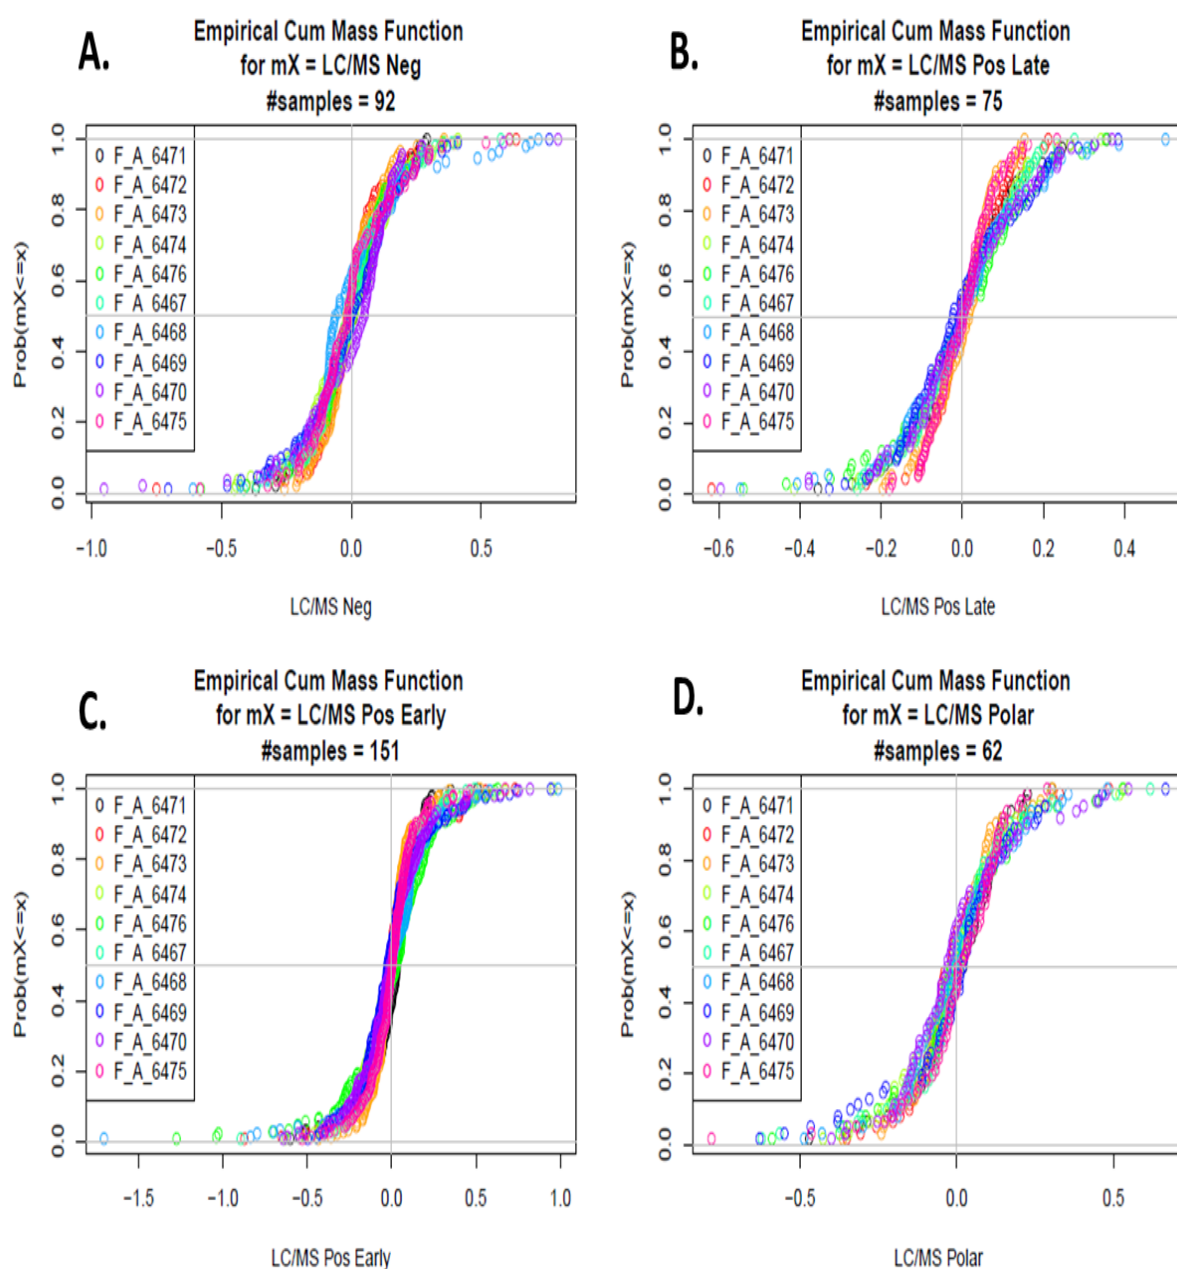 A.
Empirical Cum Mass Function
for mX = LC/MS Neg
#samples = 92
Prob(mX<=x)
1.0
0.8
0.6
0.4
0.2
0.0
F_A_6471
F_A_6472
F_A_6473
F_A_6474
F_A_6476
F_A_6467
F_A_6468
F_A_6469
F_A_6470
F_A_6475
−1.0 −0.5 0.0 0.5
LC/MS Neg
B.
Empirical Cum Mass Function
for mX = LC/MS Pos Late
#samples = 75
Prob(mX<=x)
1.0
0.8
0.6
0.4
0.2
0.0
F_A_6471
F_A_6472
F_A_6473
F_A_6474
F_A_6476
F_A_6467
F_A_6468
F_A_6469
F_A_6470
F_A_6475
−0.6 −0.4 −0.2 0.0 0.2 0.4
LC/MS Pos Late
C.
Empirical Cum Mass Function
for mX = LC/MS Pos Early
#samples = 151
Prob(mX<=x)
1.0
0.8
0.6
0.4
0.2
0.0
F_A_6471
F_A_6472
F_A_6473
F_A_6474
F_A_6476
F_A_6467
F_A_6468
F_A_6469
F_A_6470
F_A_6475
−1.5 −1.0 −0.5 0.0 0.5 1.0
LC/MS Pos Early
D.
Empirical Cum Mass Function
for mX = LC/MS Polar
#samples = 62
Prob(mX<=x)
1.0
0.8
0.6
0.4
0.2
0.0
F_A_6471
F_A_6472
F_A_6473
F_A_6474
F_A_6476
F_A_6467
F_A_6468
F_A_6469
F_A_6470
F_A_6475
−0.5 0.0 0.5
LC/MS Polar